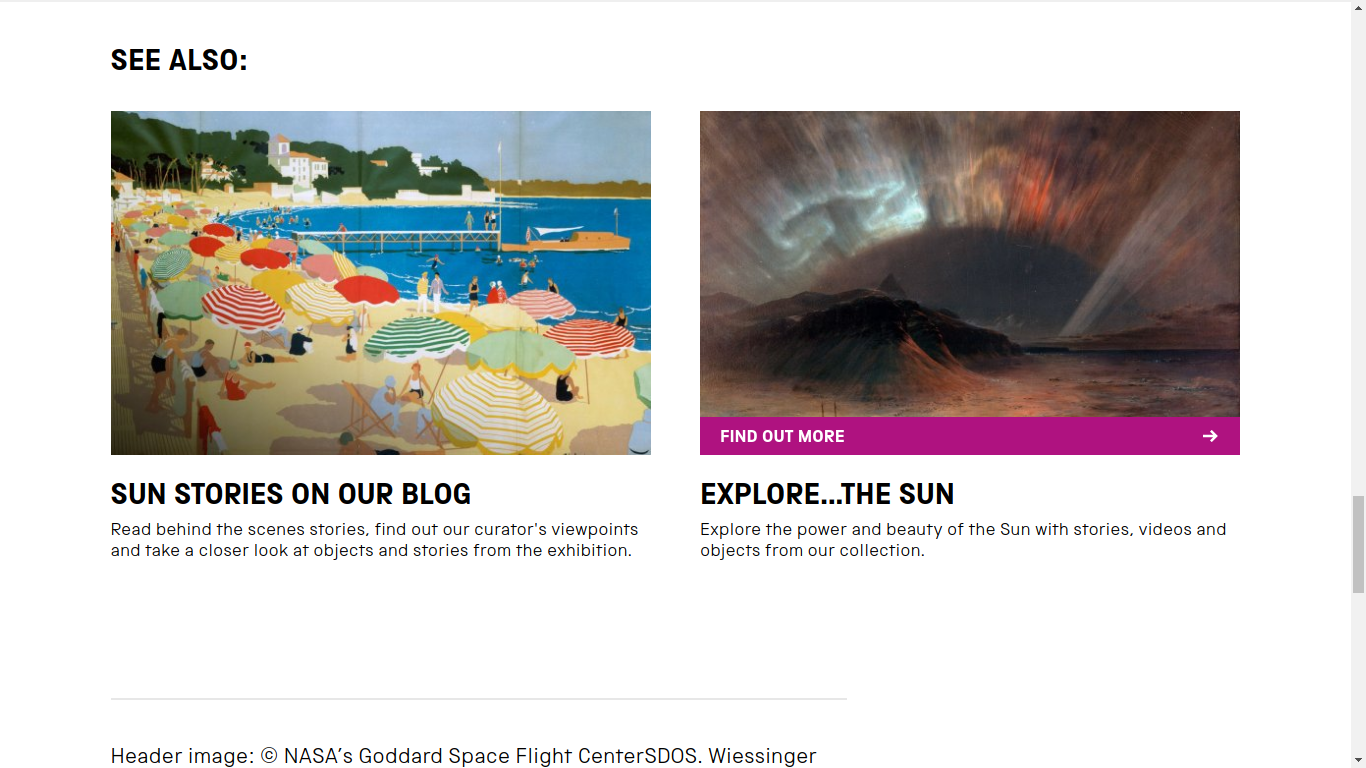 SEE ALSO:
FIND OUT MORE
SUN STORIES ON OUR BLOG
Read behind the scenes stories, find out our curator's viewpoints
and take a closer look at objects and stories from the exhibition.
EXPLORE...THE SUN
Explore the power and beauty of the Sun with stories, videos and
objects from our collection.
Header image: © NASA’s Goddard Space Flight CenterSDOS. Wiessinger